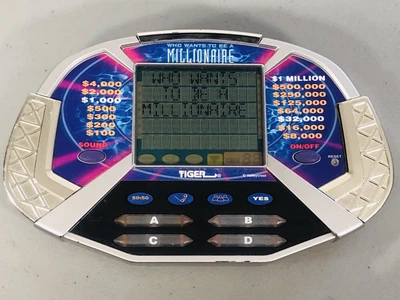 WHO WANTS TO BE A
MILLIONAIRE
WHO WANTS
TO BE A
MILLIONAIRE
$4,000
$2,000
$1,000
$500
$300
$200
$100
SOUND
$1 MILLION
$500,000
$250,000
$125,000
$64,000
$32,000
$16,000
$8,000
ON/OFF
RESET
TIGER
50:50
YES
A
B
C
D